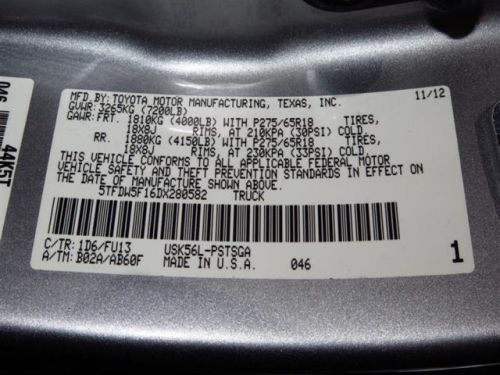 MFD. BY: TOYOTA MOTOR MANUFACTURING, TEXAS, INC. 11/12
GVWR: 3265KG (7200LB)
GAWR: FRT. 1810KG (4000LB) WITH P275/65R18 TIRES,
18X8J RIMS, AT 210KPA (30PSI) COLD
RR. 1880KG (4150LB) WITH P275/65R18 TIRES,
18X8J RIMS, AT 230KPA (33PSI) COLD
THIS VEHICLE CONFORMS TO ALL APPLICABLE FEDERAL MOTOR
VEHICLE SAFETY AND THEFT PREVENTION STANDARDS IN EFFECT ON
THE DATE OF MANUFACTURE SHOWN ABOVE.
5TFDW5F16DX280582 TRUCK
C/TR: 1D6/FU13 USK56L-PSTSGA
A/TM: B02A/AB60F MADE IN U.S.A. 046 1
046 44K5T